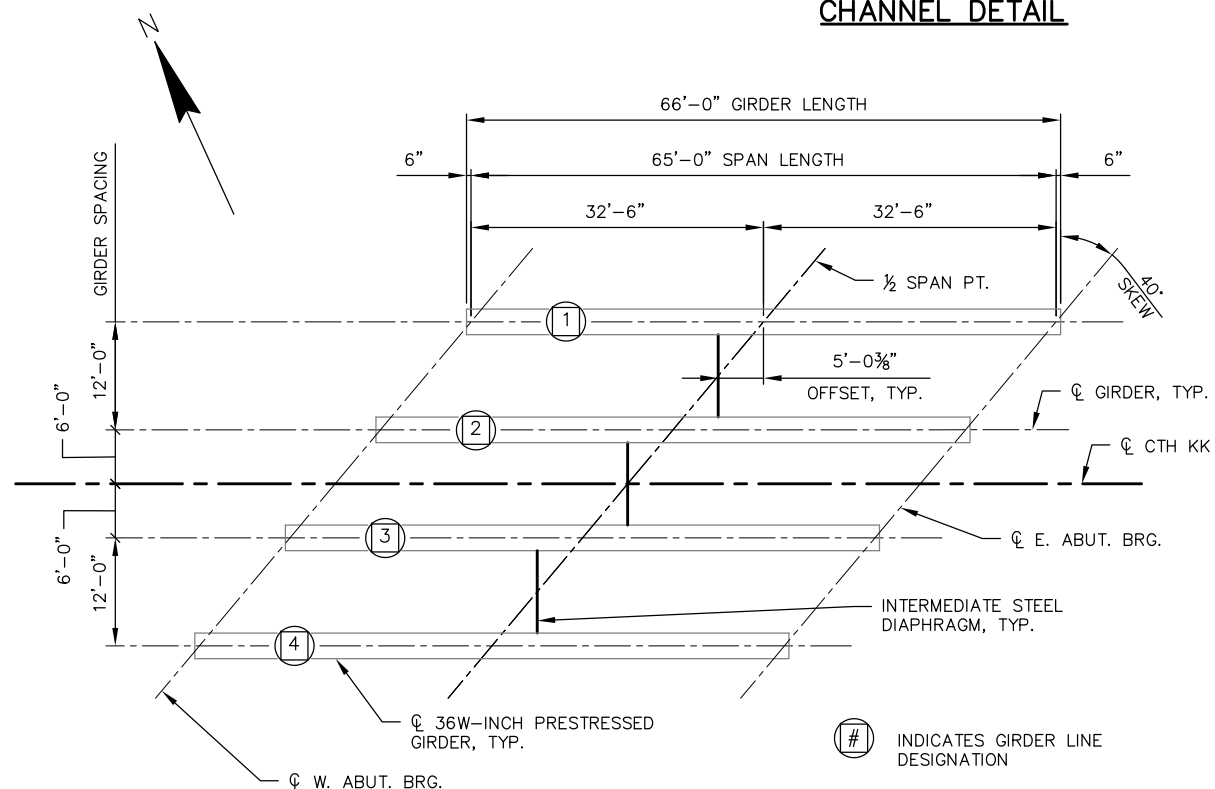 CHANNEL DETAIL
N
66'-0" GIRDER LENGTH
6"
65'-0" SPAN LENGTH
6"
32'-6"
32'-6"
GIRDER SPACING
½ SPAN PT.
40°
SKEW
1
12'-0"
5'-0⅜"
OFFSET, TYP.
℄ GIRDER, TYP.
6'-0"
2
℄ CTH KK
6'-0"
3
℄ E. ABUT. BRG.
12'-0"
INTERMEDIATE STEEL
DIAPHRAGM, TYP.
4
℄ 36W-INCH PRESTRESSED
GIRDER, TYP.
#
INDICATES GIRDER LINE
DESIGNATION
℄ W. ABUT. BRG.